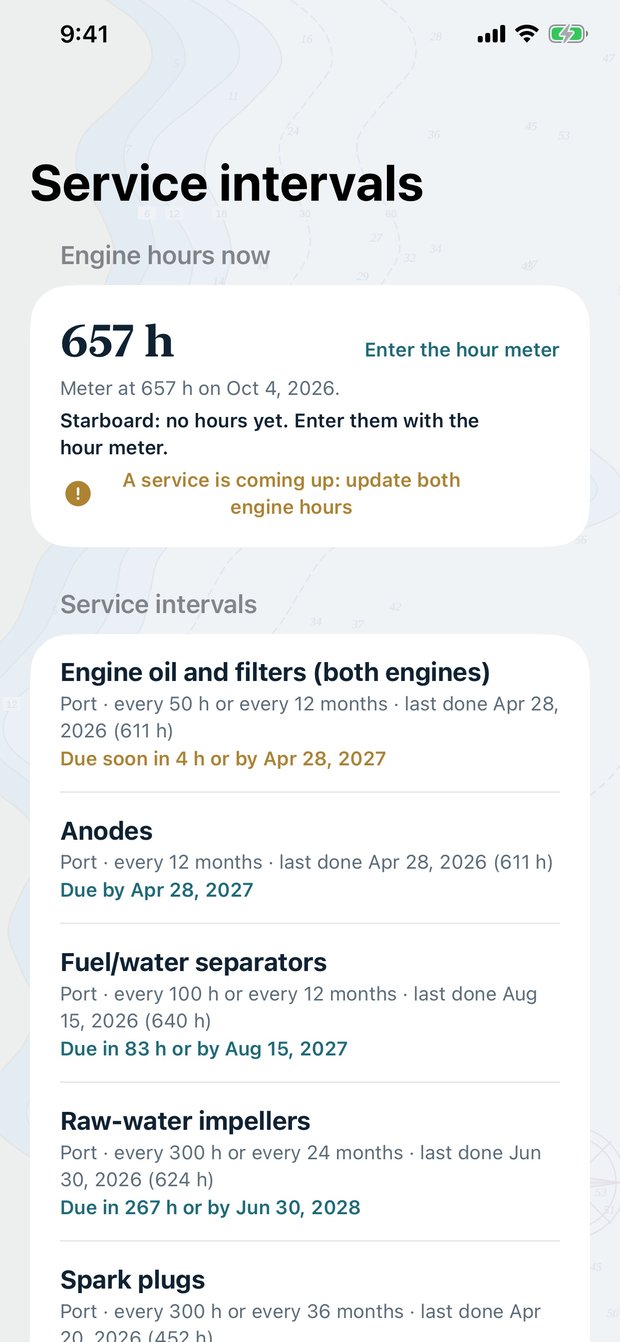 9:41
Service intervals
Engine hours now
657 h
Enter the hour meter
Meter at 657 h on Oct 4, 2026.
Starboard: no hours yet. Enter them with the
hour meter.
A service is coming up: update both
engine hours
Service intervals
Engine oil and filters (both engines)
Port · every 50 h or every 12 months · last done Apr 28,
2026 (611 h)
Due soon in 4 h or by Apr 28, 2027
Anodes
Port · every 12 months · last done Apr 28, 2026 (611 h)
Due by Apr 28, 2027
Fuel/water separators
Port · every 100 h or every 12 months · last done Aug
15, 2026 (640 h)
Due in 83 h or by Aug 15, 2027
Raw-water impellers
Port · every 300 h or every 24 months · last done Jun
30, 2026 (624 h)
Due in 267 h or by Jun 30, 2028
Spark plugs
Port · every 300 h or every 36 months · last done Apr
20, 2026 (452 h)